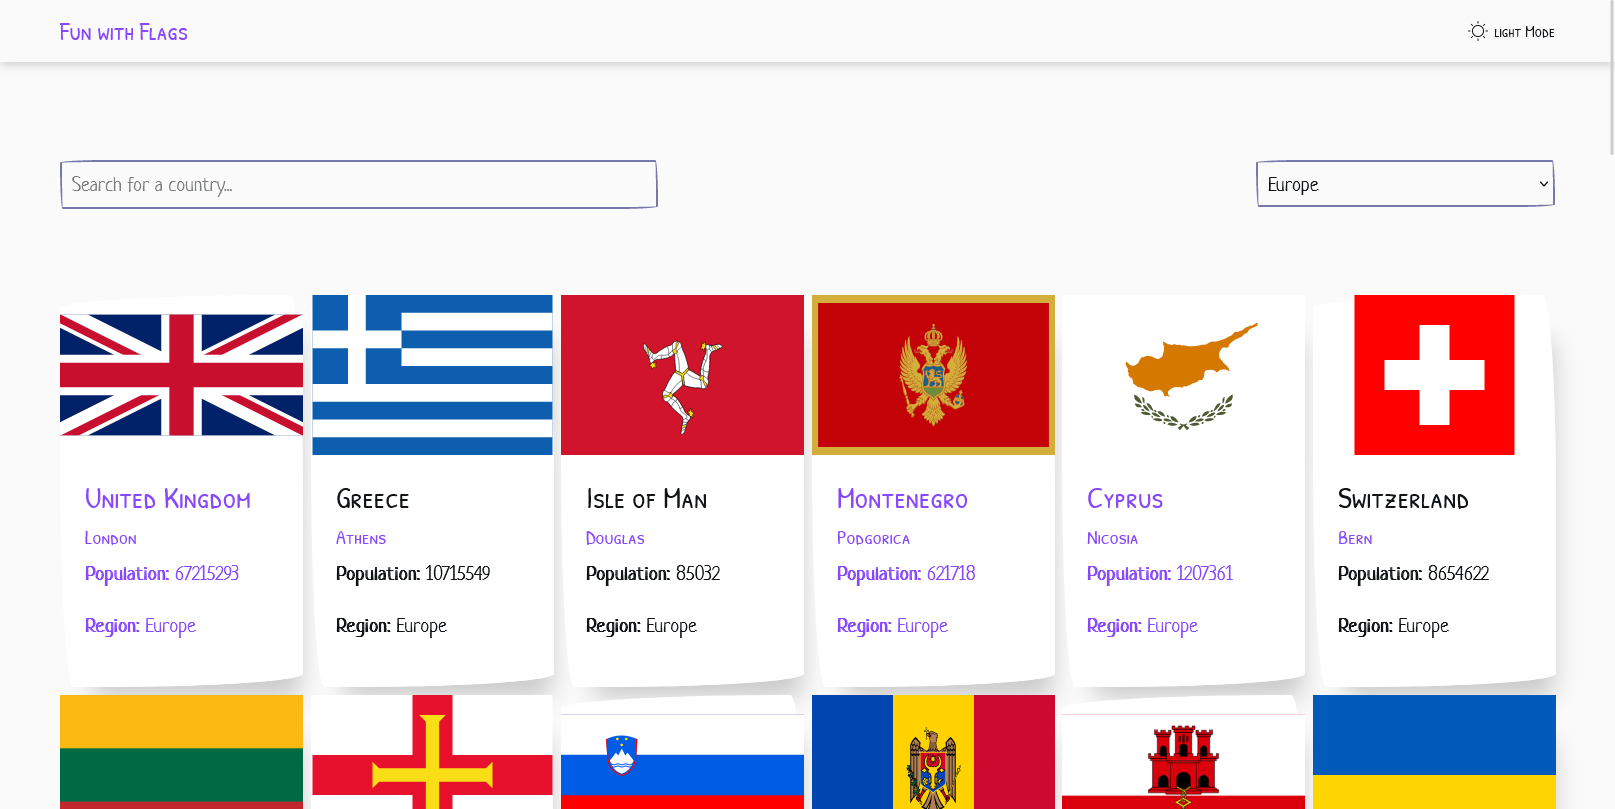 Fun with Flags
light Mode
Search for a country...
Europe
United Kingdom
London
Population: 67215293
Region: Europe
Greece
Athens
Population: 10715549
Region: Europe
Isle of Man
Douglas
Population: 85032
Region: Europe
Montenegro
Podgorica
Population: 621718
Region: Europe
Cyprus
Nicosia
Population: 1207361
Region: Europe
Switzerland
Bern
Population: 8654622
Region: Europe